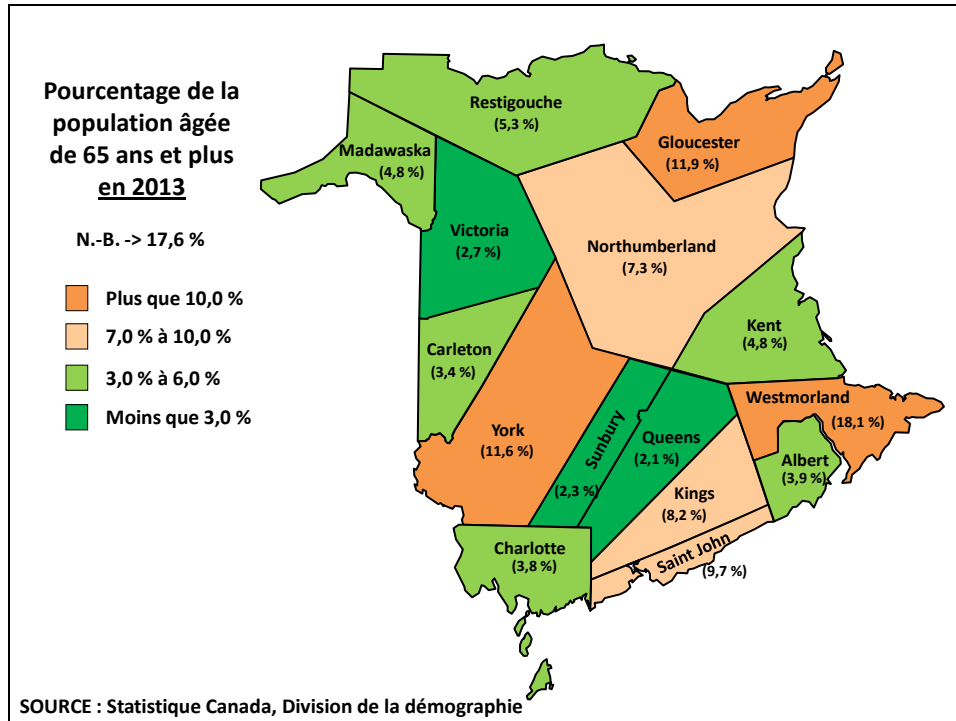 Pourcentage de la
population âgée
de 65 ans et plus
en 2013
N.-B. -> 17,6 %
Plus que 10,0 %
7,0 % à 10,0 %
3,0 % à 6,0 %
Moins que 3,0 %
Restigouche
(5,3 %)
Gloucester
(11,9 %)
Madawaska
(4,8 %)
Victoria
(2,7 %)
Northumberland
(7,3 %)
Kent
(4,8 %)
Carleton
(3,4 %)
Westmorland
(18,1 %)
York
(11,6 %)
Sunbury
(2,3 %)
Queens
(2,1 %)
Albert
(3,9 %)
Kings
(8,2 %)
Saint John
(9,7 %)
Charlotte
(3,8 %)
SOURCE : Statistique Canada, Division de la démographie